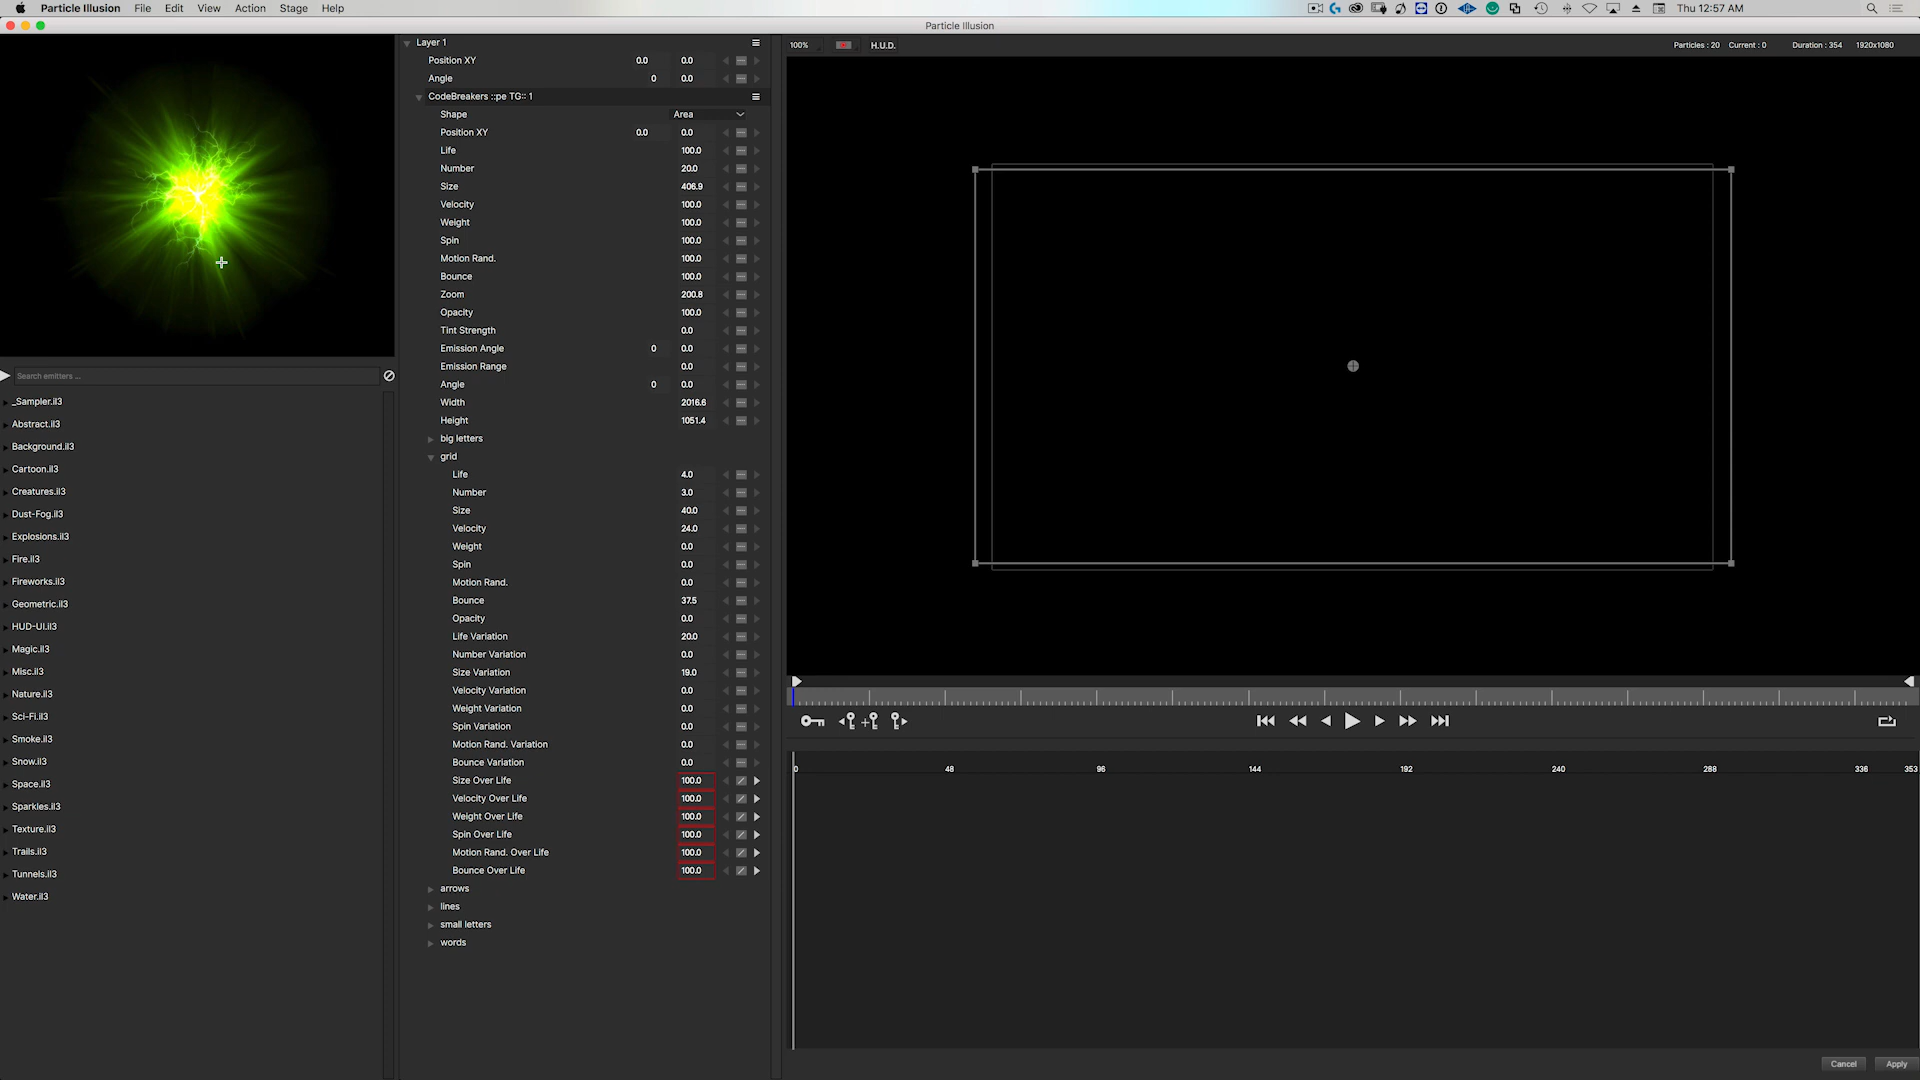 Particle Illusion File Edit View Action Stage Help Thu 12:57 AM
Particle Illusion
Layer 1
Position XY 0.0 0.0
Angle 0 0.0
CodeBreakers ::pe TG:: 1
Shape Area
Position XY 0.0 0.0
Life 100.0
Number 20.0
Size 406.9
Velocity 100.0
Weight 100.0
Spin 100.0
Motion Rand. 100.0
Bounce 100.0
Zoom 200.8
Opacity 100.0
Tint Strength 0.0
Emission Angle 0 0.0
Emission Range 0.0
Angle 0 0.0
Width 2016.6
Height 1051.4
big letters
grid
Life 4.0
Number 3.0
Size 40.0
Velocity 24.0
Weight 0.0
Spin 0.0
Motion Rand. 0.0
Bounce 37.5
Opacity 0.0
Life Variation 20.0
Number Variation 0.0
Size Variation 19.0
Velocity Variation 0.0
Weight Variation 0.0
Spin Variation 0.0
Motion Rand. Variation 0.0
Bounce Variation 0.0
Size Over Life 100.0
Velocity Over Life 100.0
Weight Over Life 100.0
Spin Over Life 100.0
Motion Rand. Over Life 100.0
Bounce Over Life 100.0
arrows
lines
small letters
words
Search emitters ...
_Sampler.il3
Abstract.il3
Background.il3
Cartoon.il3
Creatures.il3
Dust-Fog.il3
Explosions.il3
Fire.il3
Fireworks.il3
Geometric.il3
HUD-UI.il3
Magic.il3
Misc.il3
Nature.il3
Sci-Fi.il3
Smoke.il3
Snow.il3
Space.il3
Sparkles.il3
Texture.il3
Trails.il3
Tunnels.il3
Water.il3
100% H.U.D. Particles : 20 Current : 0 Duration : 354 1920x1080
0 48 96 144 192 240 288 336 353
Cancel Apply